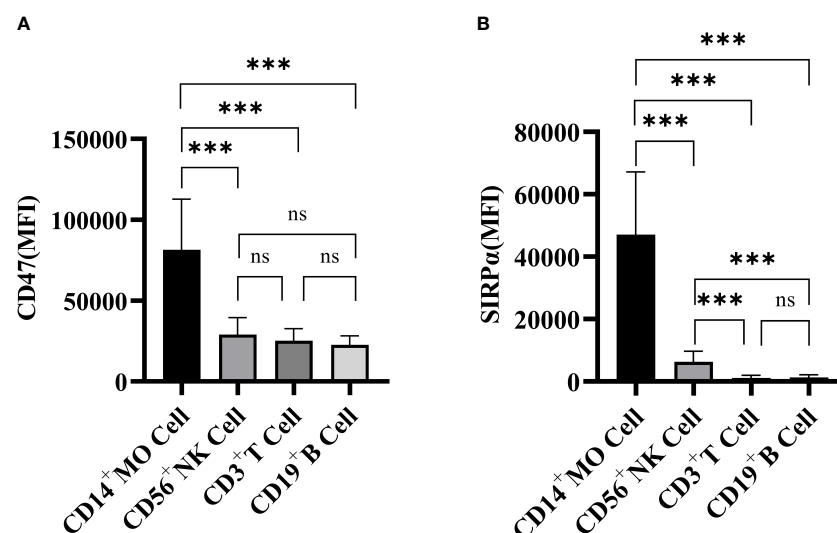 A
***
***
***
ns
ns
ns
150000
100000
50000
0
CD47(MFI)
CD14+MO Cell
CD56+NK Cell
CD3+T Cell
CD19+B Cell
B
***
***
***
***
***
ns
80000
60000
40000
20000
0
SIRPα(MFI)
CD14+MO Cell
CD56+NK Cell
CD3+T Cell
CD19+B Cell